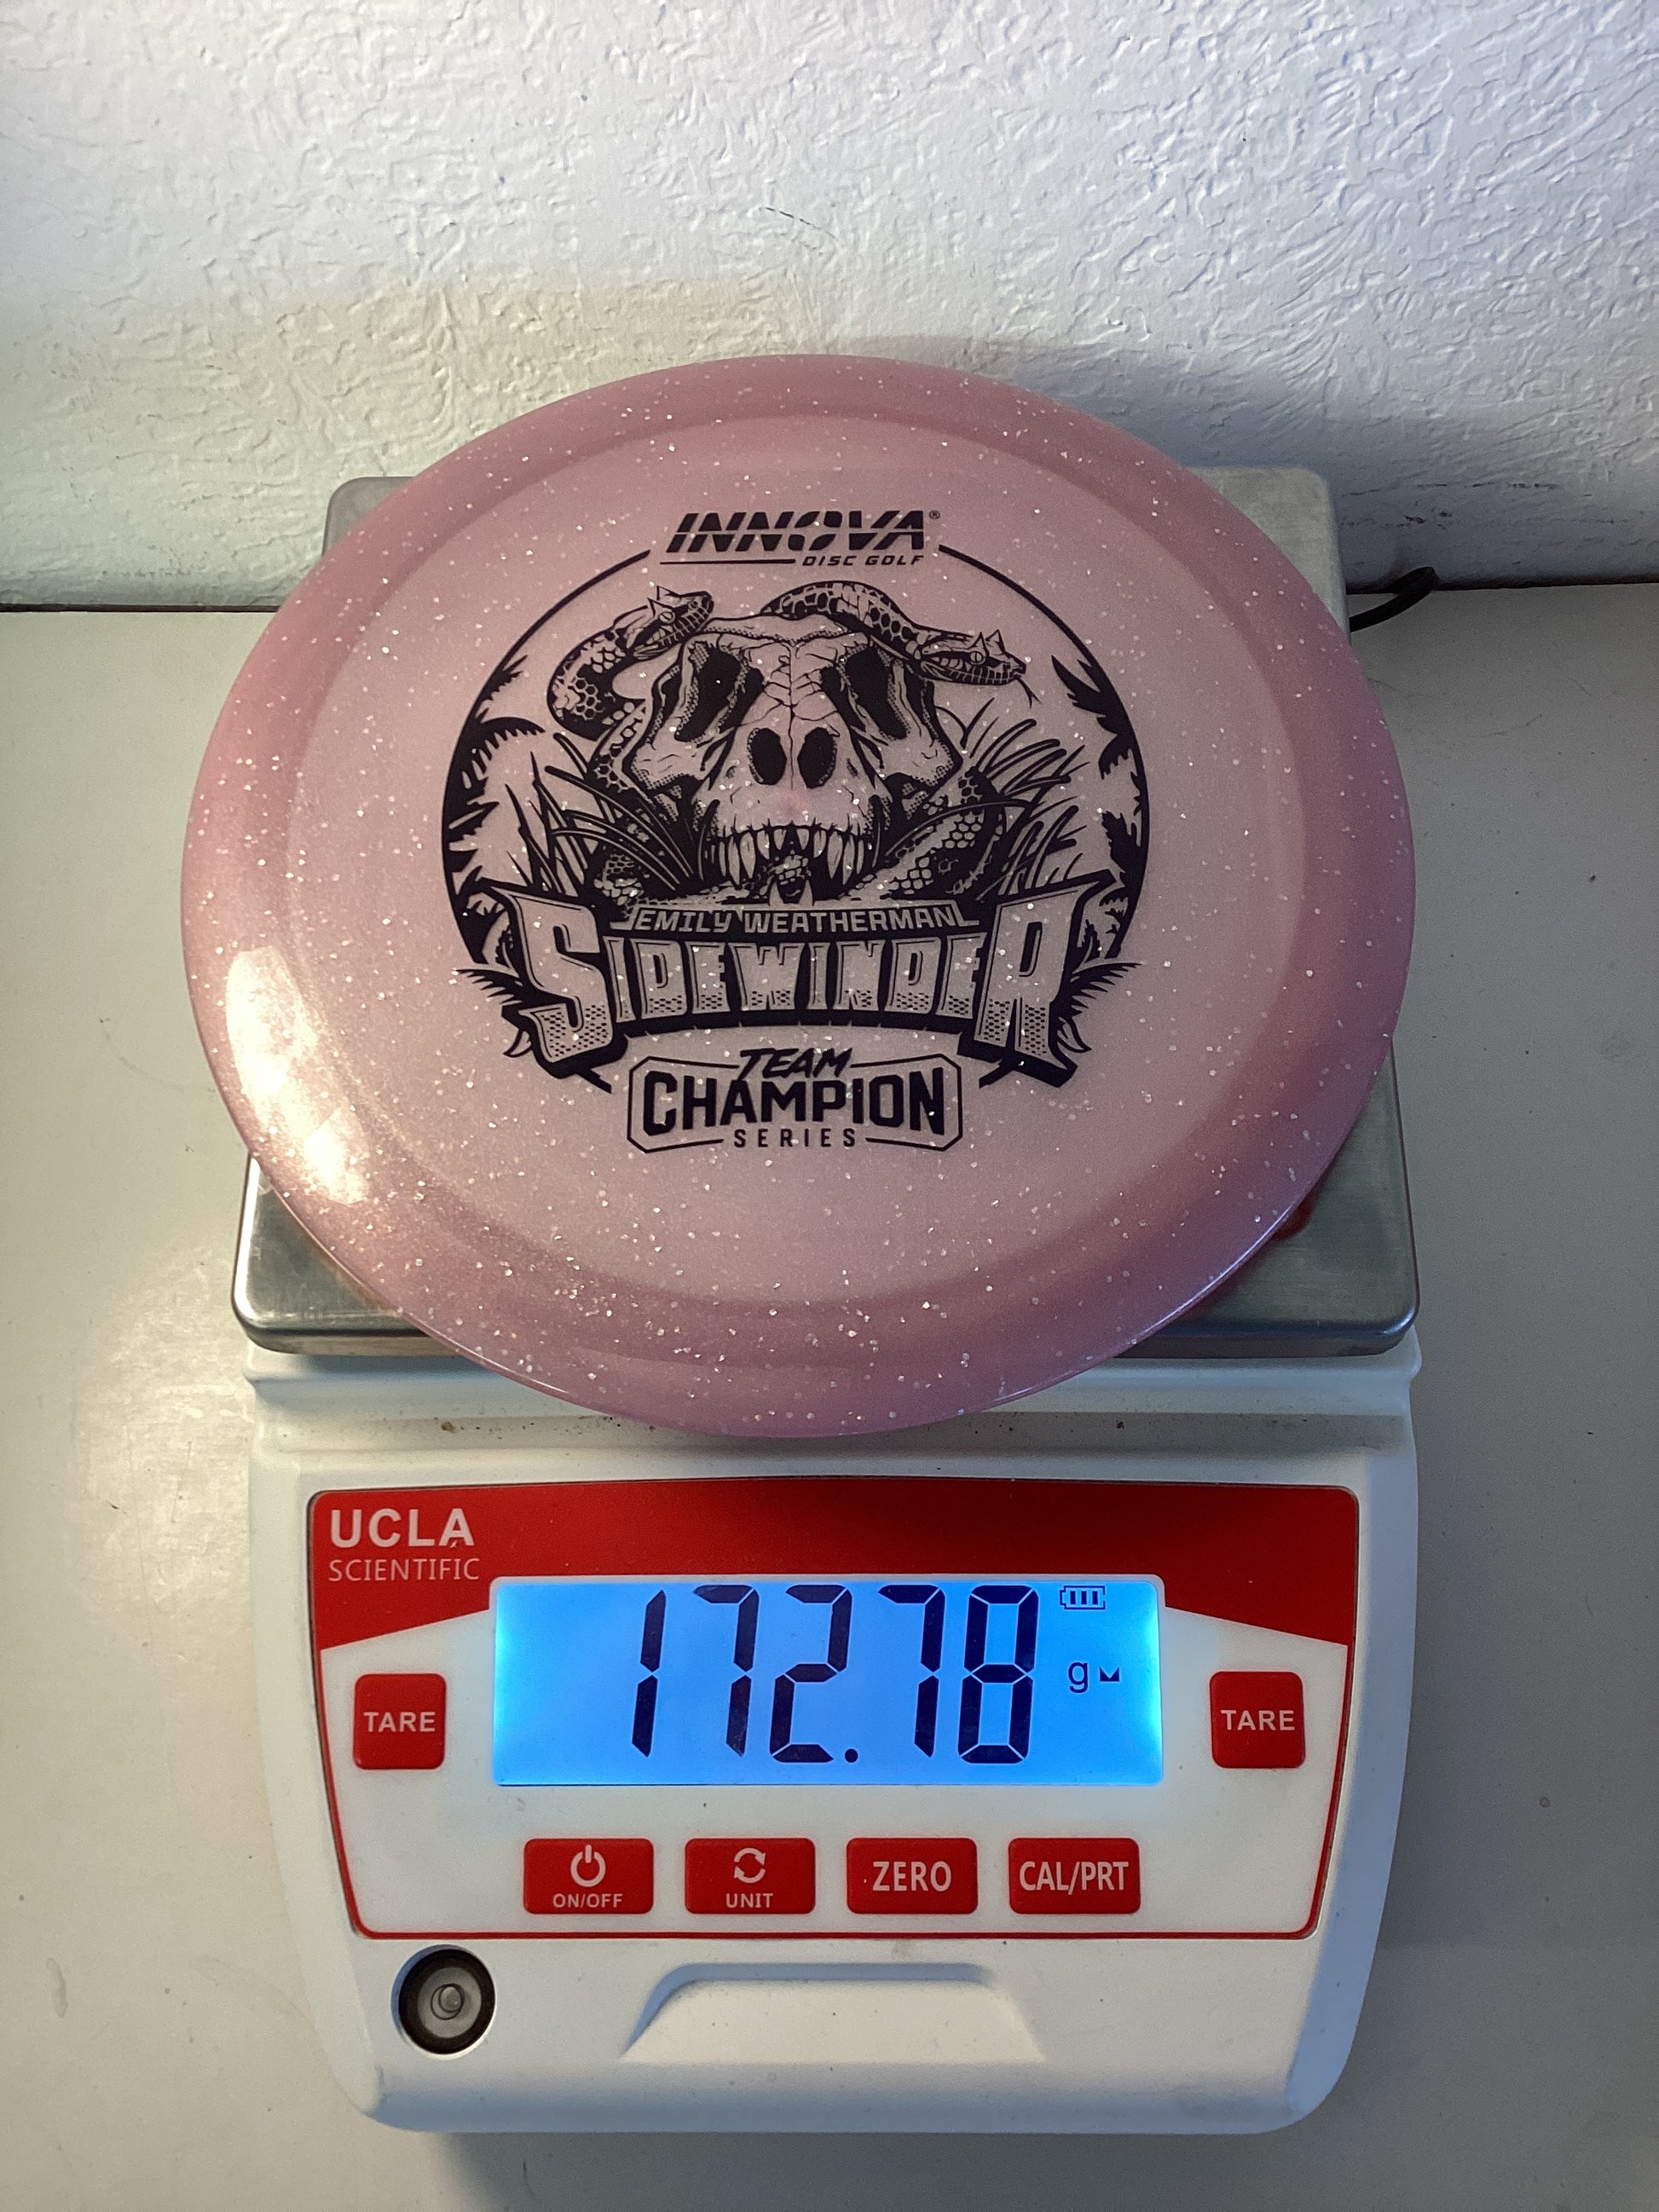 INNOVA®
DISC GOLF
EMILY WEATHERMAN
SIDEWINDER
TEAM
CHAMPION
SERIES
UCLA
SCIENTIFIC
172.78
g
TARE
TARE
ON/OFF
UNIT
ZERO
CAL/PRT